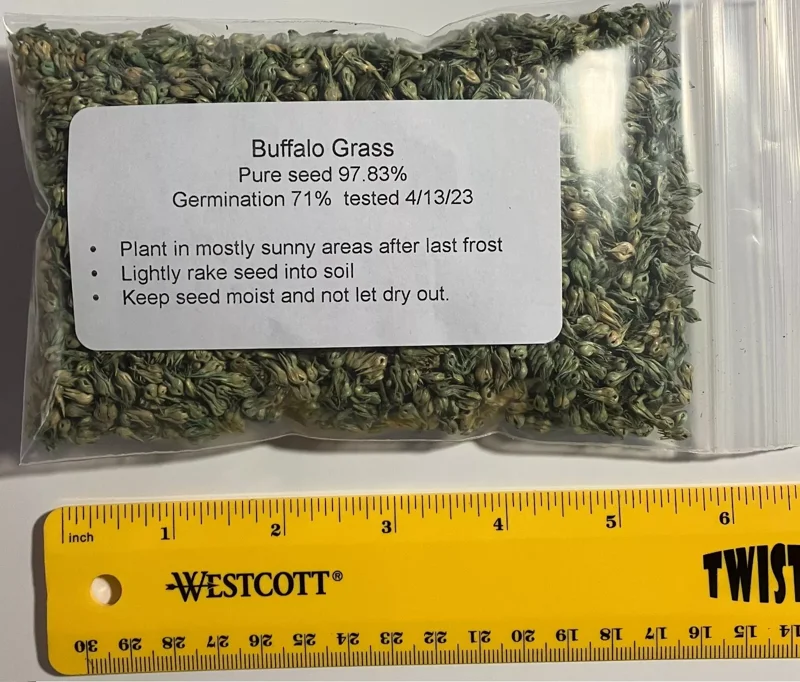 Buffalo Grass
Pure seed 97.83%
Germination 71% tested 4/13/23
• Plant in mostly sunny areas after last frost
• Lightly rake seed into soil
• Keep seed moist and not let dry out.
inch 1 2 3 4 5 6
WESTCOTT®
TWIST
30 29 28 27 26 25 24 23 22 21 20 19 18 17 16 15 14